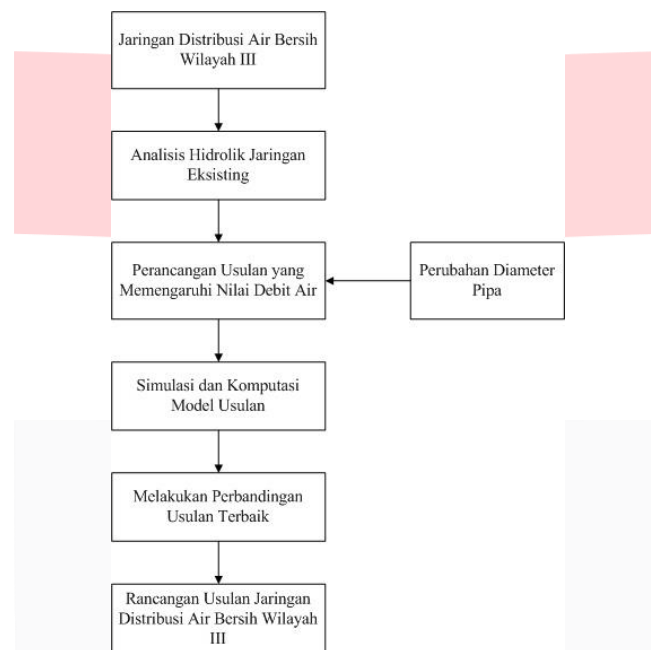 Jaringan Distribusi Air Bersih
Wilayah III
Analisis Hidrolik Jaringan
Eksisting
Perancangan Usulan yang
Memengaruhi Nilai Debit Air
Perubahan Diameter
Pipa
Simulasi dan Komputasi
Model Usulan
Melakukan Perbandingan
Usulan Terbaik
Rancangan Usulan Jaringan
Distribusi Air Bersih Wilayah
III